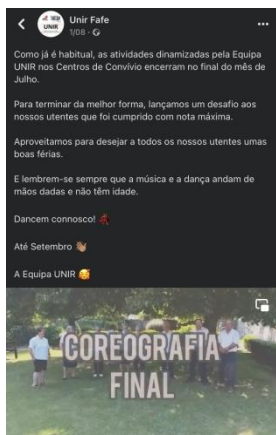 Unir Fafe
UNIR
1/08 ·
Como já é habitual, as atividades dinamizadas pela Equipa
UNIR nos Centros de Convívio encerram no final do mês de
Julho.
Para terminar da melhor forma, lançamos um desafio aos
nossos utentes que foi cumprido com nota máxima.
Aproveitamos para desejar a todos os nossos utentes umas
boas férias.
E lembrem-se sempre que a música e a dança andam de
mãos dadas e não têm idade.
Dancem connosco! 💃
Até Setembro 👋🏽
A Equipa UNIR 🥰
COREOGRAFIA
FINAL